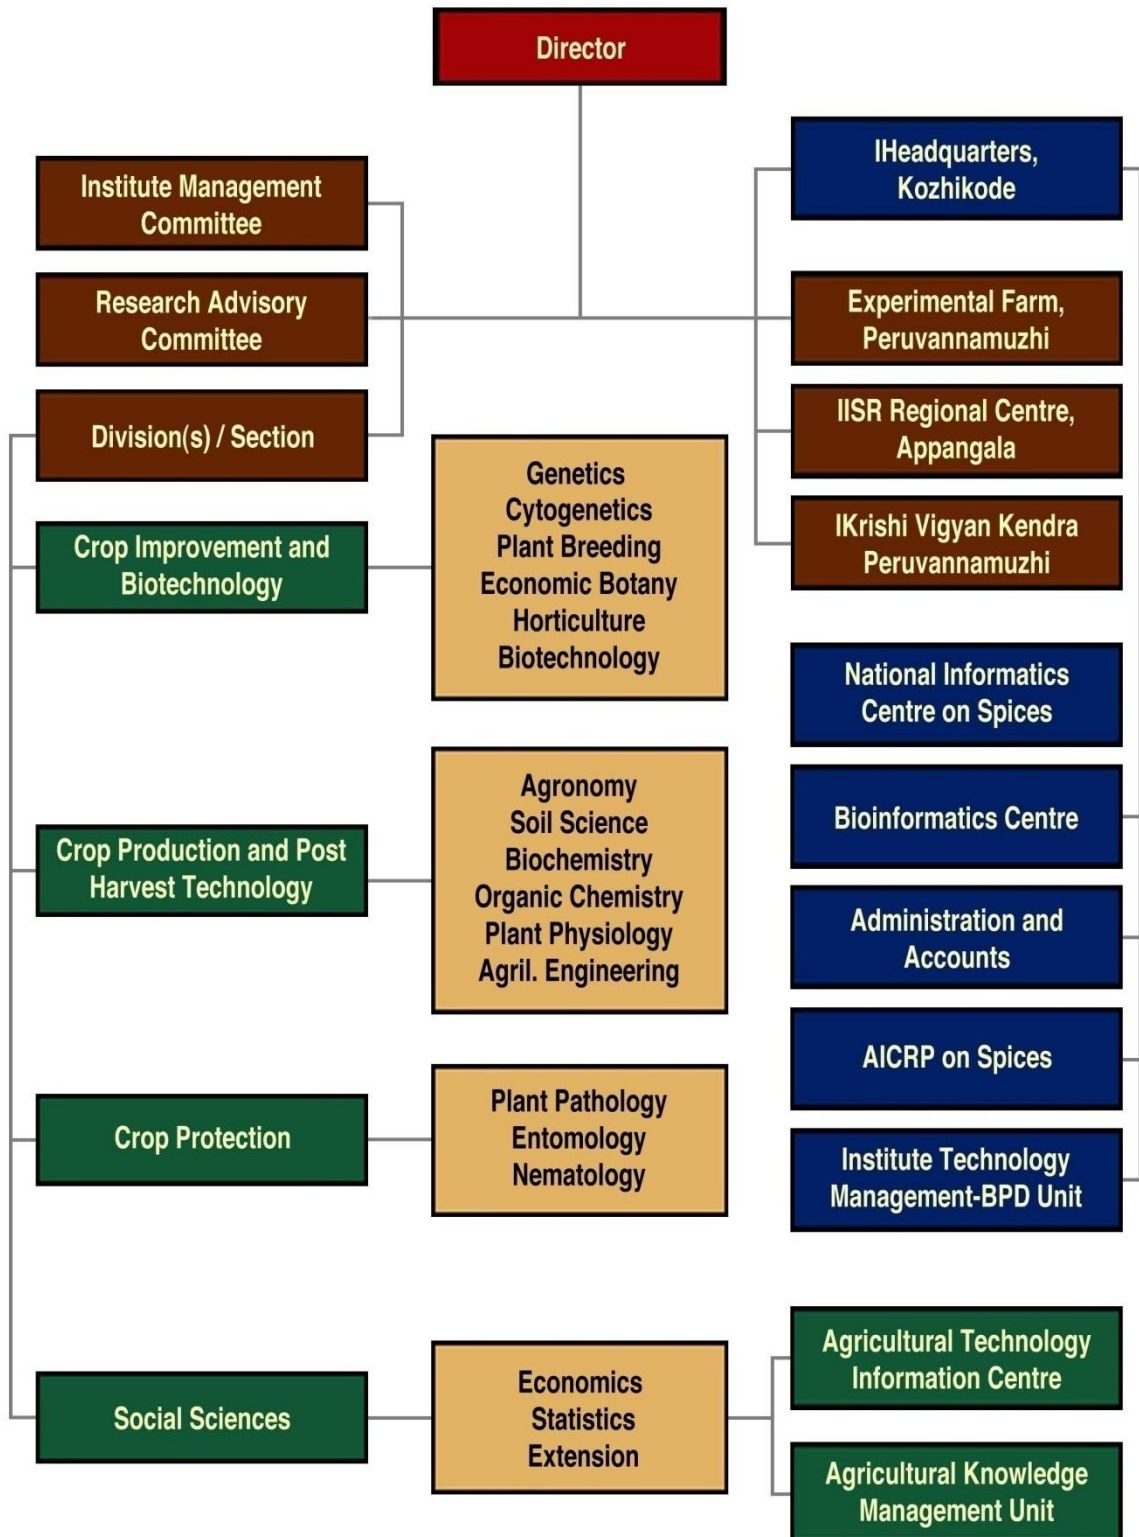 Director
Institute Management
Committee
Research Advisory
Committee
Division(s) / Section
IHeadquarters,
Kozhikode
Experimental Farm,
Peruvannamuzhi
IISR Regional Centre,
Appangala
IKrishi Vigyan Kendra
Peruvannamuzhi
Crop Improvement and
Biotechnology
Genetics
Cytogenetics
Plant Breeding
Economic Botany
Horticulture
Biotechnology
National Informatics
Centre on Spices
Bioinformatics Centre
Administration and
Accounts
AICRP on Spices
Institute Technology
Management-BPD Unit
Crop Production and Post
Harvest Technology
Agronomy
Soil Science
Biochemistry
Organic Chemistry
Plant Physiology
Agril. Engineering
Crop Protection
Plant Pathology
Entomology
Nematology
Social Sciences
Economics
Statistics
Extension
Agricultural Technology
Information Centre
Agricultural Knowledge
Management Unit